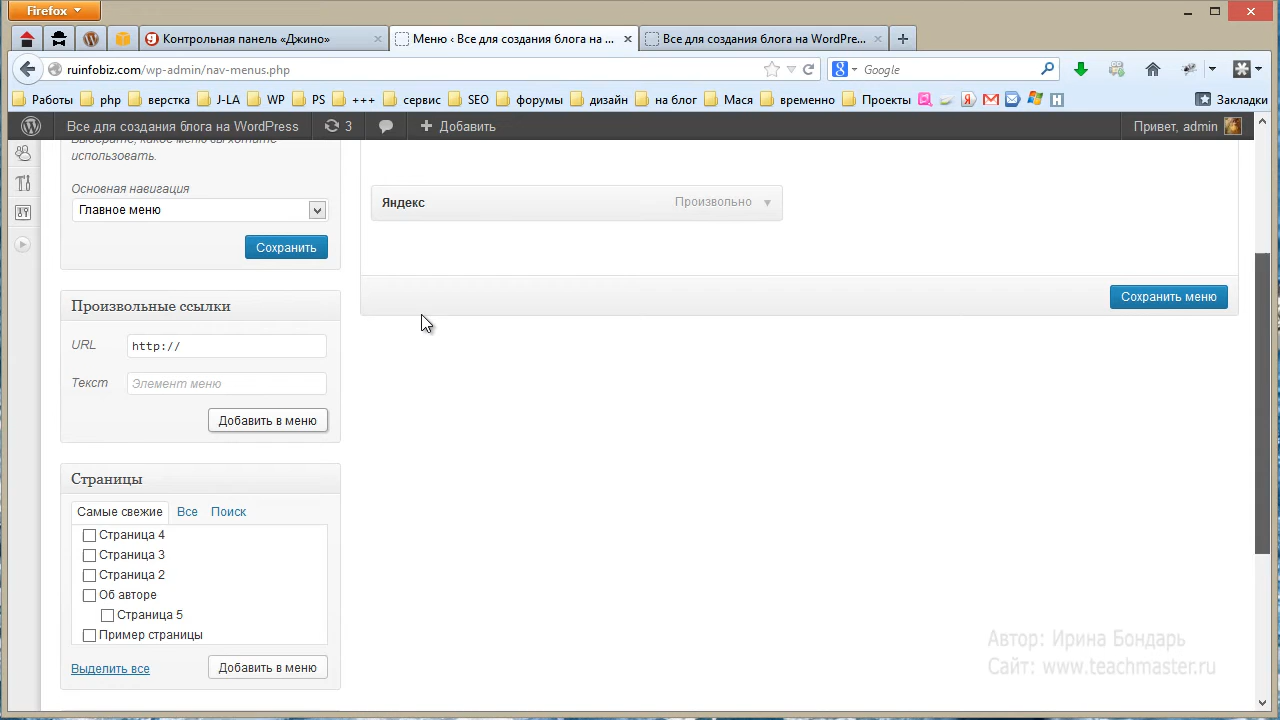 Firefox
Контрольная панель «Джино»
Меню ‹ Все для создания блога на ...
Все для создания блога на WordPre...
ruinfobiz.com/wp-admin/nav-menus.php
Google
Работы php верстка J-LA WP PS +++ сервис SEO форумы дизайн на блог Мася временно Проекты Закладки
Все для создания блога на WordPress 3 Добавить Привет, admin
Выберите, какое меню вы хотите
использовать.
Основная навигация
Главное меню
Сохранить
Яндекс Произвольно
Сохранить меню
Произвольные ссылки
URL http://
Текст Элемент меню
Добавить в меню
Страницы
Самые свежие Все Поиск
Страница 4
Страница 3
Страница 2
Об авторе
Страница 5
Пример страницы
Выделить все Добавить в меню
Автор: Ирина Бондарь
Сайт: www.teachmaster.ru